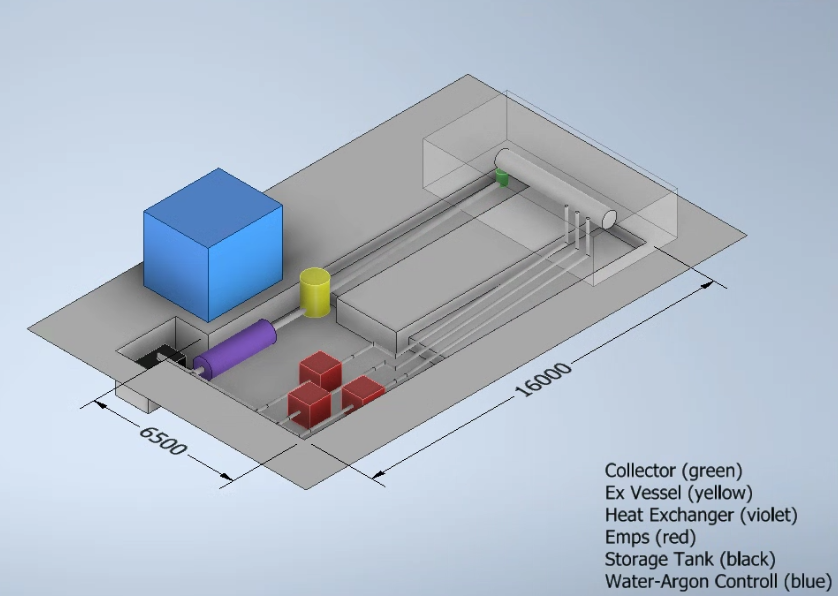 16000
6500
Collector (green)
Ex Vessel (yellow)
Heat Exchanger (violet)
Emps (red)
Storage Tank (black)
Water-Argon Controll (blue)